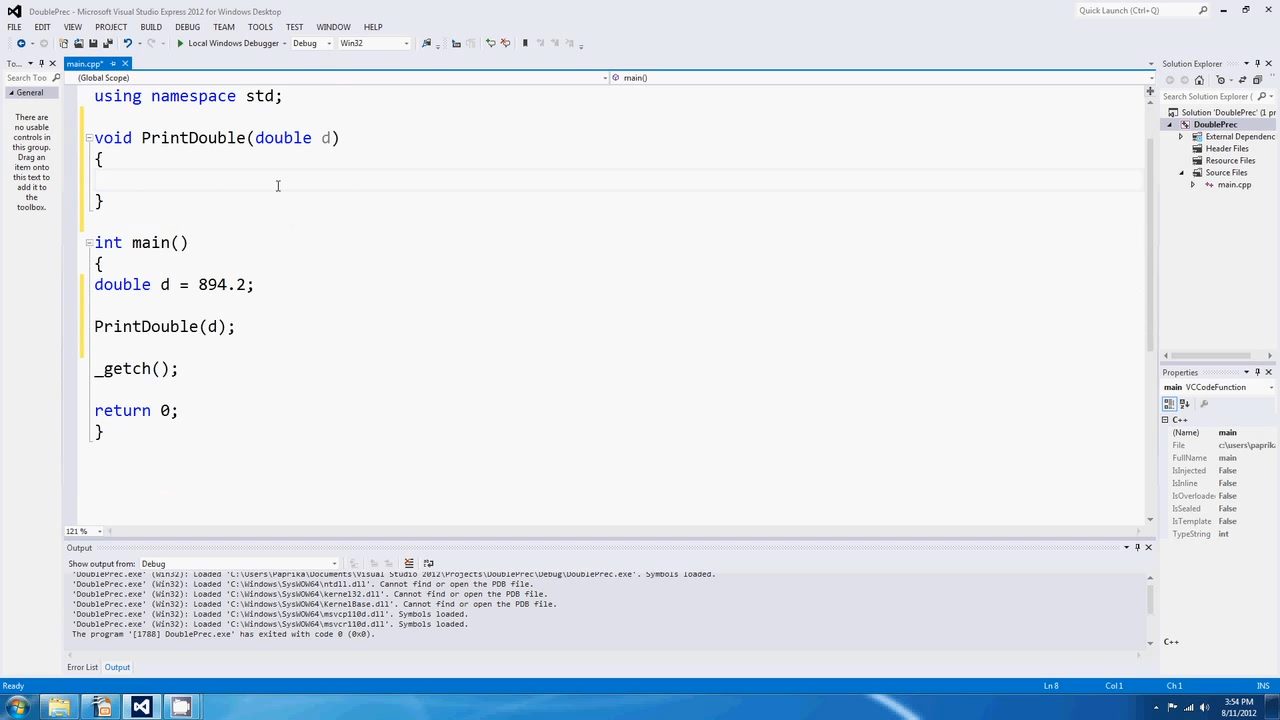 DoublePrec - Microsoft Visual Studio Express 2012 for Windows Desktop
Quick Launch (Ctrl+Q)
FILE EDIT VIEW PROJECT BUILD DEBUG TEAM TOOLS TEST WINDOW HELP
Local Windows Debugger Debug Win32
To...
main.cpp*
Solution Explorer
Search Too
(Global Scope)
main()
General
There are
no usable
controls in
this group.
Drag an
item onto
this text to
add it to
the
toolbox.
using namespace std;
void PrintDouble(double d)
{
}
int main()
{
double d = 894.2;
PrintDouble(d);
_getch();
return 0;
}
Search Solution Explorer (
Solution 'DoublePrec' (1 pr
DoublePrec
External Dependenc
Header Files
Resource Files
Source Files
main.cpp
Properties
main VCCodeFunction
C++
(Name) main
File c:\users\paprika
FullName main
IsInjected False
IsInline False
IsOverloade False
IsSealed False
IsTemplate False
TypeString int
C++
121 %
Output
Show output from: Debug
'DoublePrec.exe' (Win32): Loaded 'C:\Users\Paprika\Documents\Visual Studio 2012\Projects\DoublePrec\Debug\DoublePrec.exe'. Symbols loaded.
'DoublePrec.exe' (Win32): Loaded 'C:\Windows\SysWOW64\ntdll.dll'. Cannot find or open the PDB file.
'DoublePrec.exe' (Win32): Loaded 'C:\Windows\SysWOW64\kernel32.dll'. Cannot find or open the PDB file.
'DoublePrec.exe' (Win32): Loaded 'C:\Windows\SysWOW64\KernelBase.dll'. Cannot find or open the PDB file.
'DoublePrec.exe' (Win32): Loaded 'C:\Windows\SysWOW64\msvcp110d.dll'. Symbols loaded.
'DoublePrec.exe' (Win32): Loaded 'C:\Windows\SysWOW64\msvcr110d.dll'. Symbols loaded.
The program '[1788] DoublePrec.exe' has exited with code 0 (0x0).
Error List Output
Ready
Ln 8 Col 1 Ch 1 INS
3:54 PM
8/11/2012